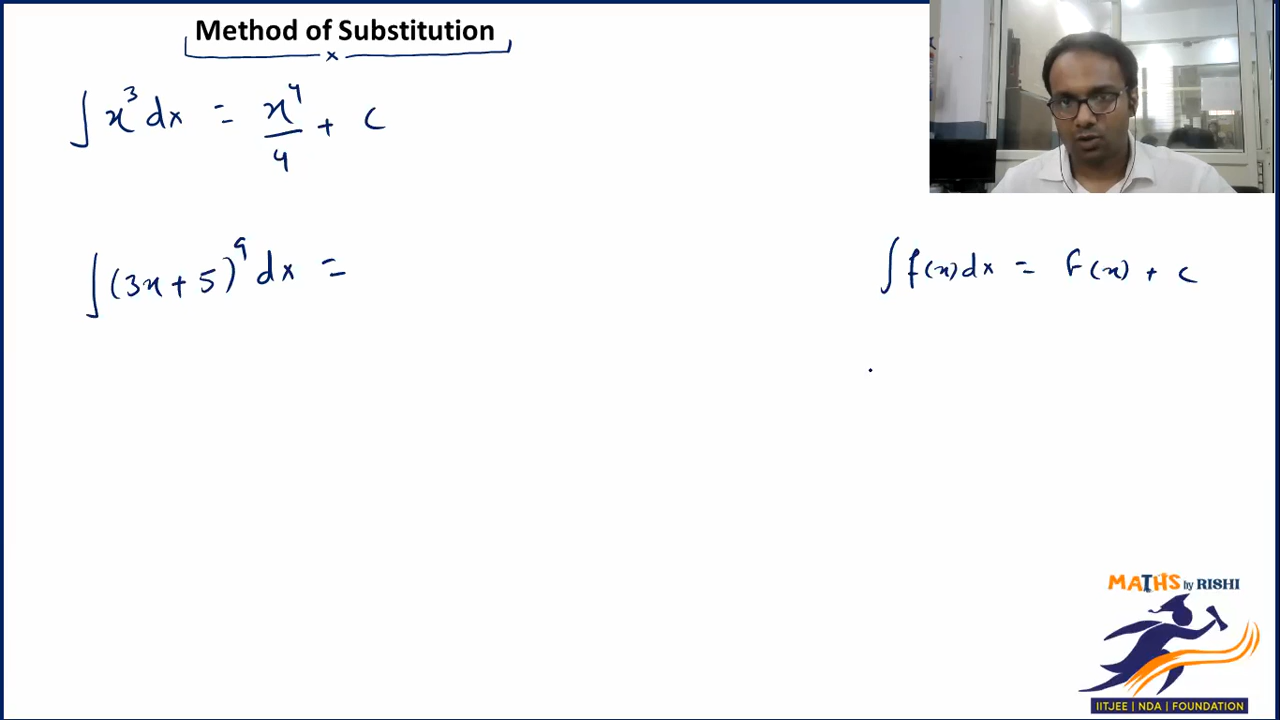 Method of Substitution
∫ x³ dx = x⁴/4 + c
∫ (3x + 5)⁹ dx =
∫ f(x) dx = F(x) + c
MATHS by RISHI
IITJEE | NDA | FOUNDATION